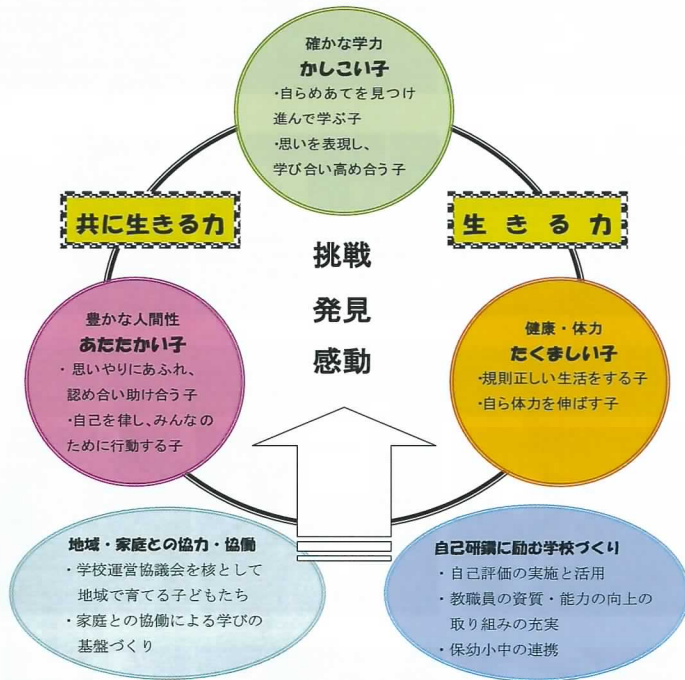 確かな学力
かしこい子
・自らめあてを見つけ
進んで学ぶ子
・思いを表現し、
学び合い高め合う子
共に生きる力
生きる力
挑戦
発見
感動
豊かな人間性
あたたかい子
・思いやりにあふれ、
認め合い助け合う子
・自己を律し、みんなの
ために行動する子
健康・体力
たくましい子
・規則正しい生活をする子
・自ら体力を伸ばす子
地域・家庭との協力・協働
・学校運営協議会を核として
地域で育てる子どもたち
・家庭との協働による学びの
基盤づくり
自己研鑽に励む学校づくり
・自己評価の実施と活用
・教職員の資質・能力の向上の
取り組みの充実
・保幼小中の連携